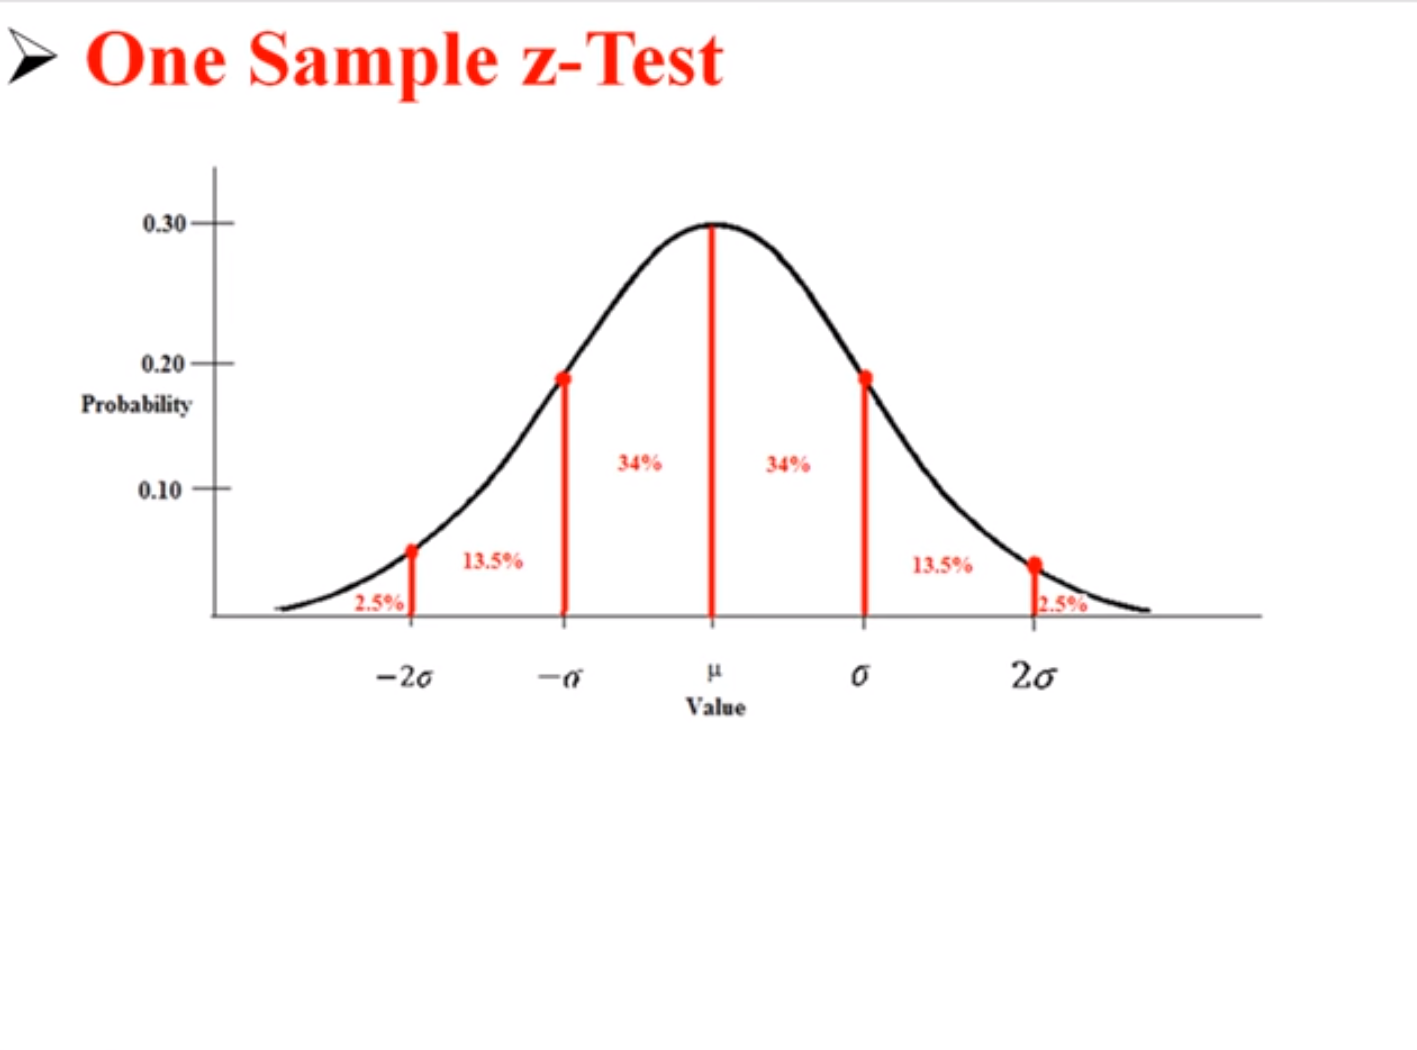 One Sample z-Test
0.30
0.20
Probability
0.10
34%
34%
13.5%
13.5%
2.5%
2.5%
−2σ
−σ
μ
σ
2σ
Value